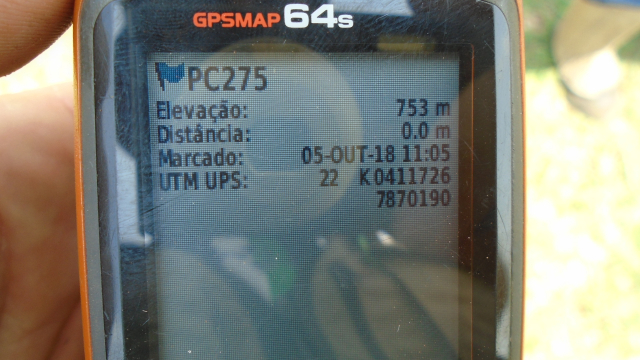 GPSMAP 64s
PC275
Elevação: 753 m
Distância: 0.0 m
Marcado: 05-OUT-18 11:05
UTM UPS: 22 K 0411726
7870190